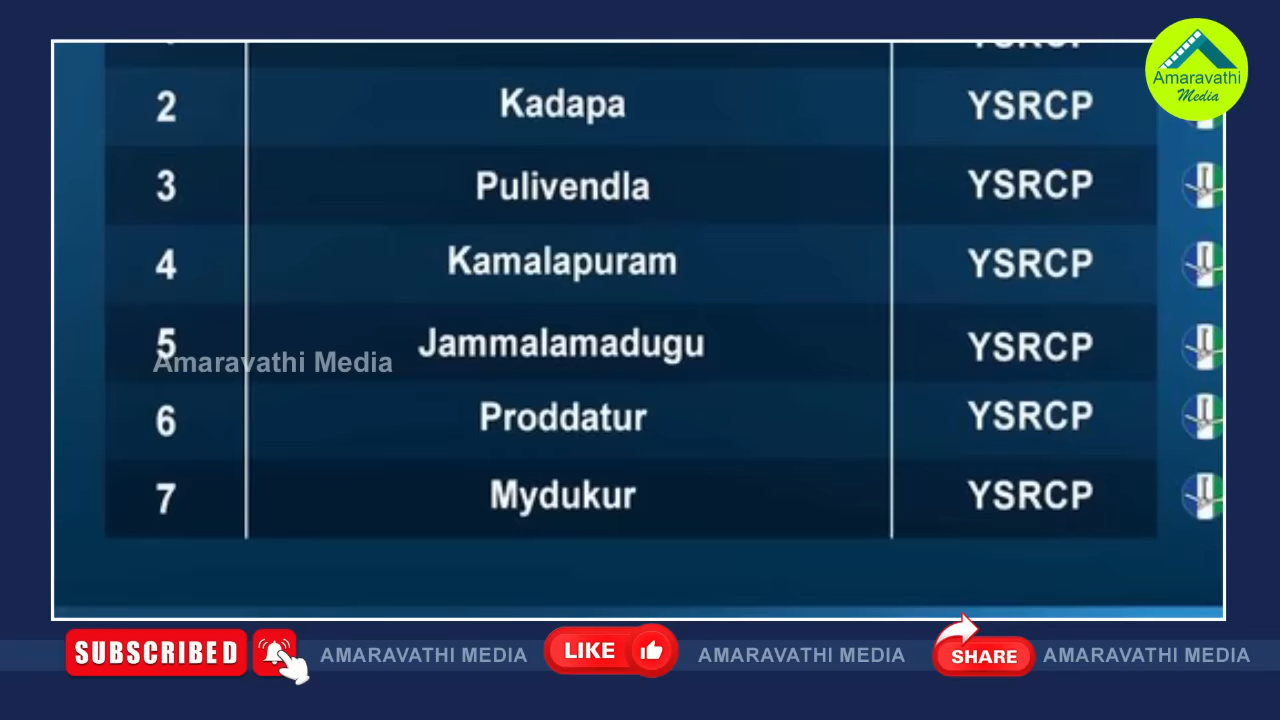 YSRCP
2 Kadapa YSRCP
3 Pulivendla YSRCP
4 Kamalapuram YSRCP
5 Jammalamadugu YSRCP
6 Proddatur YSRCP
7 Mydukur YSRCP
Amaravathi
Media
Amaravathi Media
SUBSCRIBED AMARAVATHI MEDIA LIKE AMARAVATHI MEDIA SHARE AMARAVATHI MEDIA